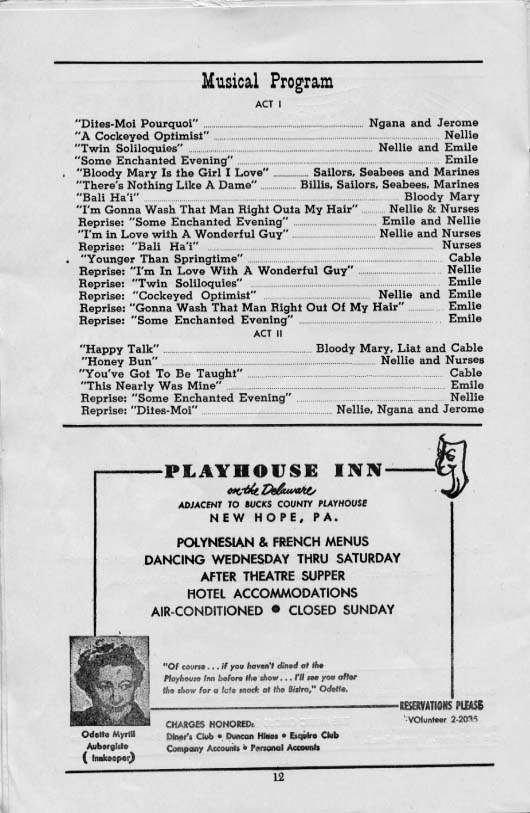 Musical Program
ACT I
"Dites-Moi Pourquoi" ........ Ngana and Jerome
"A Cockeyed Optimist" ........ Nellie
"Twin Soliloquies" ........ Nellie and Emile
"Some Enchanted Evening" ........ Emile
"Bloody Mary Is the Girl I Love" ........ Sailors, Seabees and Marines
"There's Nothing Like A Dame" ........ Billis, Sailors, Seabees, Marines
"Bali Ha'i" ........ Bloody Mary
"I'm Gonna Wash That Man Right Outa My Hair" ........ Nellie & Nurses
Reprise: "Some Enchanted Evening" ........ Emile and Nellie
"I'm in Love with A Wonderful Guy" ........ Nellie and Nurses
Reprise: "Bali Ha'i" ........ Nurses
"Younger Than Springtime" ........ Cable
Reprise: "I'm In Love With A Wonderful Guy" ........ Nellie
Reprise: "Twin Soliloquies" ........ Emile
Reprise: "Cockeyed Optimist" ........ Nellie and Emile
Reprise: "Gonna Wash That Man Right Out Of My Hair" ........ Emile
Reprise: "Some Enchanted Evening" ........ Emile
ACT II
"Happy Talk" ........ Bloody Mary, Liat and Cable
"Honey Bun" ........ Nellie and Nurses
"You've Got To Be Taught" ........ Cable
"This Nearly Was Mine" ........ Emile
Reprise: "Some Enchanted Evening" ........ Nellie
Reprise: "Dites-Moi" ........ Nellie, Ngana and Jerome
PLAYHOUSE INN
on the Delaware
ADJACENT TO BUCKS COUNTY PLAYHOUSE
NEW HOPE, PA.
POLYNESIAN & FRENCH MENUS
DANCING WEDNESDAY THRU SATURDAY
AFTER THEATRE SUPPER
HOTEL ACCOMMODATIONS
AIR-CONDITIONED ● CLOSED SUNDAY
"Of course . . . if you haven't dined at the
Playhouse Inn before the show . . . I'll see you after
the show for a late snack at the Bistro," Odette.
RESERVATIONS PLEASE
VOlunteer 2-2035
Odette Myrtil
Aubergiste
( Innkeeper)
CHARGES HONORED:
Diner's Club • Duncan Hines • Esquire Club
Company Accounts • Personal Accounts
12